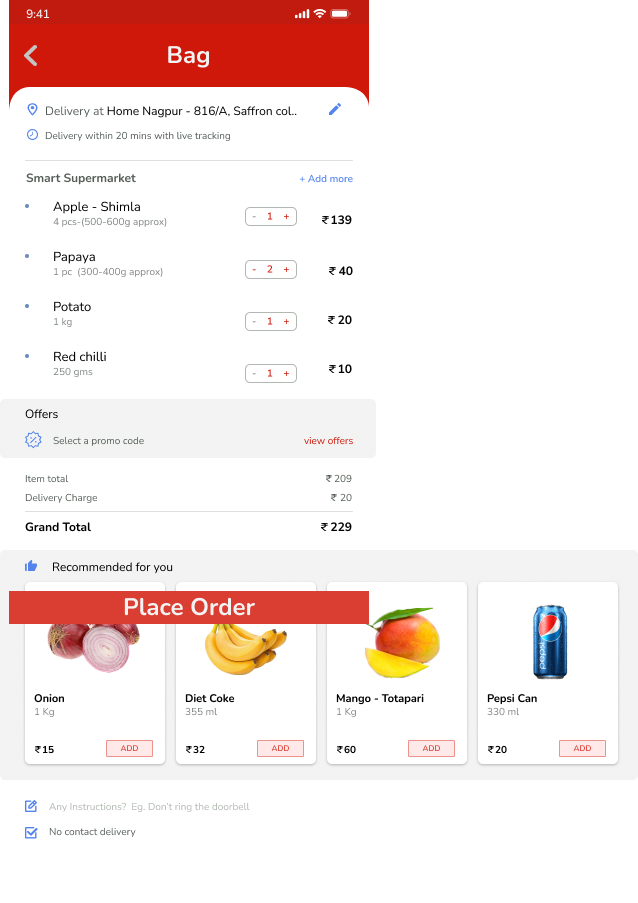 9:41
Bag
Delivery at Home Nagpur - 816/A, Saffron col..
Delivery within 20 mins with live tracking
Smart Supermarket + Add more
Apple - Shimla
4 pcs-(500-600g approx) - 1 + ₹ 139
Papaya
1 pc (300-400g approx) - 2 + ₹ 40
Potato
1 kg - 1 + ₹ 20
Red chilli
250 gms - 1 + ₹ 10
Offers
Select a promo code view offers
Item total ₹ 209
Delivery Charge ₹ 20
Grand Total ₹ 229
Recommended for you
Place Order
pepsi
Onion Diet Coke Mango - Totapari Pepsi Can
1 Kg 355 ml 1 Kg 330 ml
₹ 15 ADD ₹ 32 ADD ₹ 60 ADD ₹ 20 ADD
Any Instructions? Eg. Don't ring the doorbell
No contact delivery